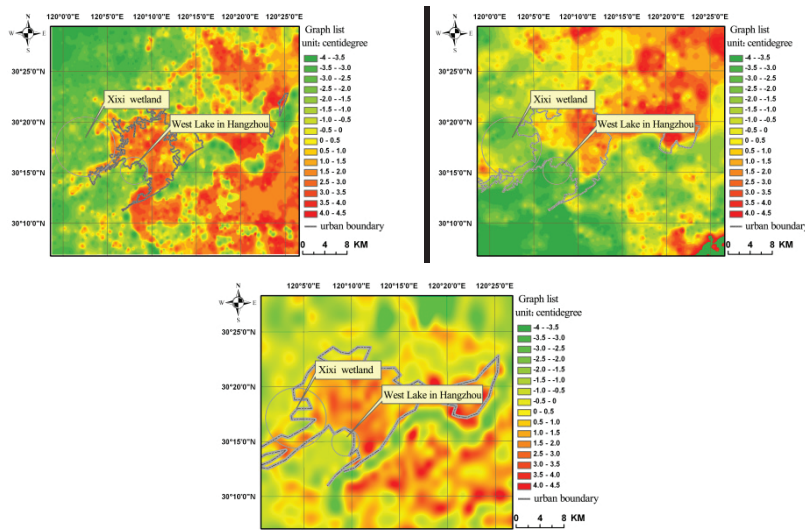 120°0'0"E 120°5'0"E 120°10'0"E 120°15'0"E 120°20'0"E 120°25'0"E
N
W E
S
30°25'0"N
30°20'0"N
30°15'0"N
30°10'0"N
Xixi wetland
West Lake in Hangzhou
Graph list
unit: centidegree
-4 - -3.5
-3.5 - -3.0
-3.0 - -2.5
-2.5 - -2.0
-2.0 - -1.5
-1.5 - -1.0
-1.0 - -0.5
-0.5 - 0
0 - 0.5
0.5 - 1.0
1.0 - 1.5
1.5 - 2.0
2.5 - 3.0
3.0 - 3.5
3.5 - 4.0
4.0 - 4.5
urban boundary
0 4 8 KM
120°0'0"E 120°5'0"E 120°10'0"E 120°15'0"E 120°20'0"E 120°25'0"E
N
W E
S
30°25'0"N
30°20'0"N
30°15'0"N
30°10'0"N
Xixi wetland
West Lake in Hangzhou
Graph list
unit: centidegree
-4 - -3.5
-3.5 - -3.0
-3.0 - -2.5
-2.5 - -2.0
-2.0 - -1.5
-1.5 - -1.0
-1.0 - -0.5
-0.5 - 0
0 - 0.5
0.5 - 1.0
1.0 - 1.5
1.5 - 2.0
2.5 - 3.0
3.0 - 3.5
3.5 - 4.0
4.0 - 4.5
urban boundary
0 4 8 KM
120°0'0"E 120°5'0"E 120°10'0"E 120°15'0"E 120°20'0"E 120°25'0"E
N
W E
S
30°25'0"N
30°20'0"N
30°15'0"N
30°10'0"N
Xixi wetland
West Lake in Hangzhou
Graph list
unit: centidegree
-4 - -3.5
-3.5 - -3.0
-3.0 - -2.5
-2.5 - -2.0
-2.0 - -1.5
-1.5 - -1.0
-1.0 - -0.5
-0.5 - 0
0 - 0.5
0.5 - 1.0
1.0 - 1.5
1.5 - 2.0
2.5 - 3.0
3.0 - 3.5
3.5 - 4.0
4.0 - 4.5
urban boundary
0 4 8 KM